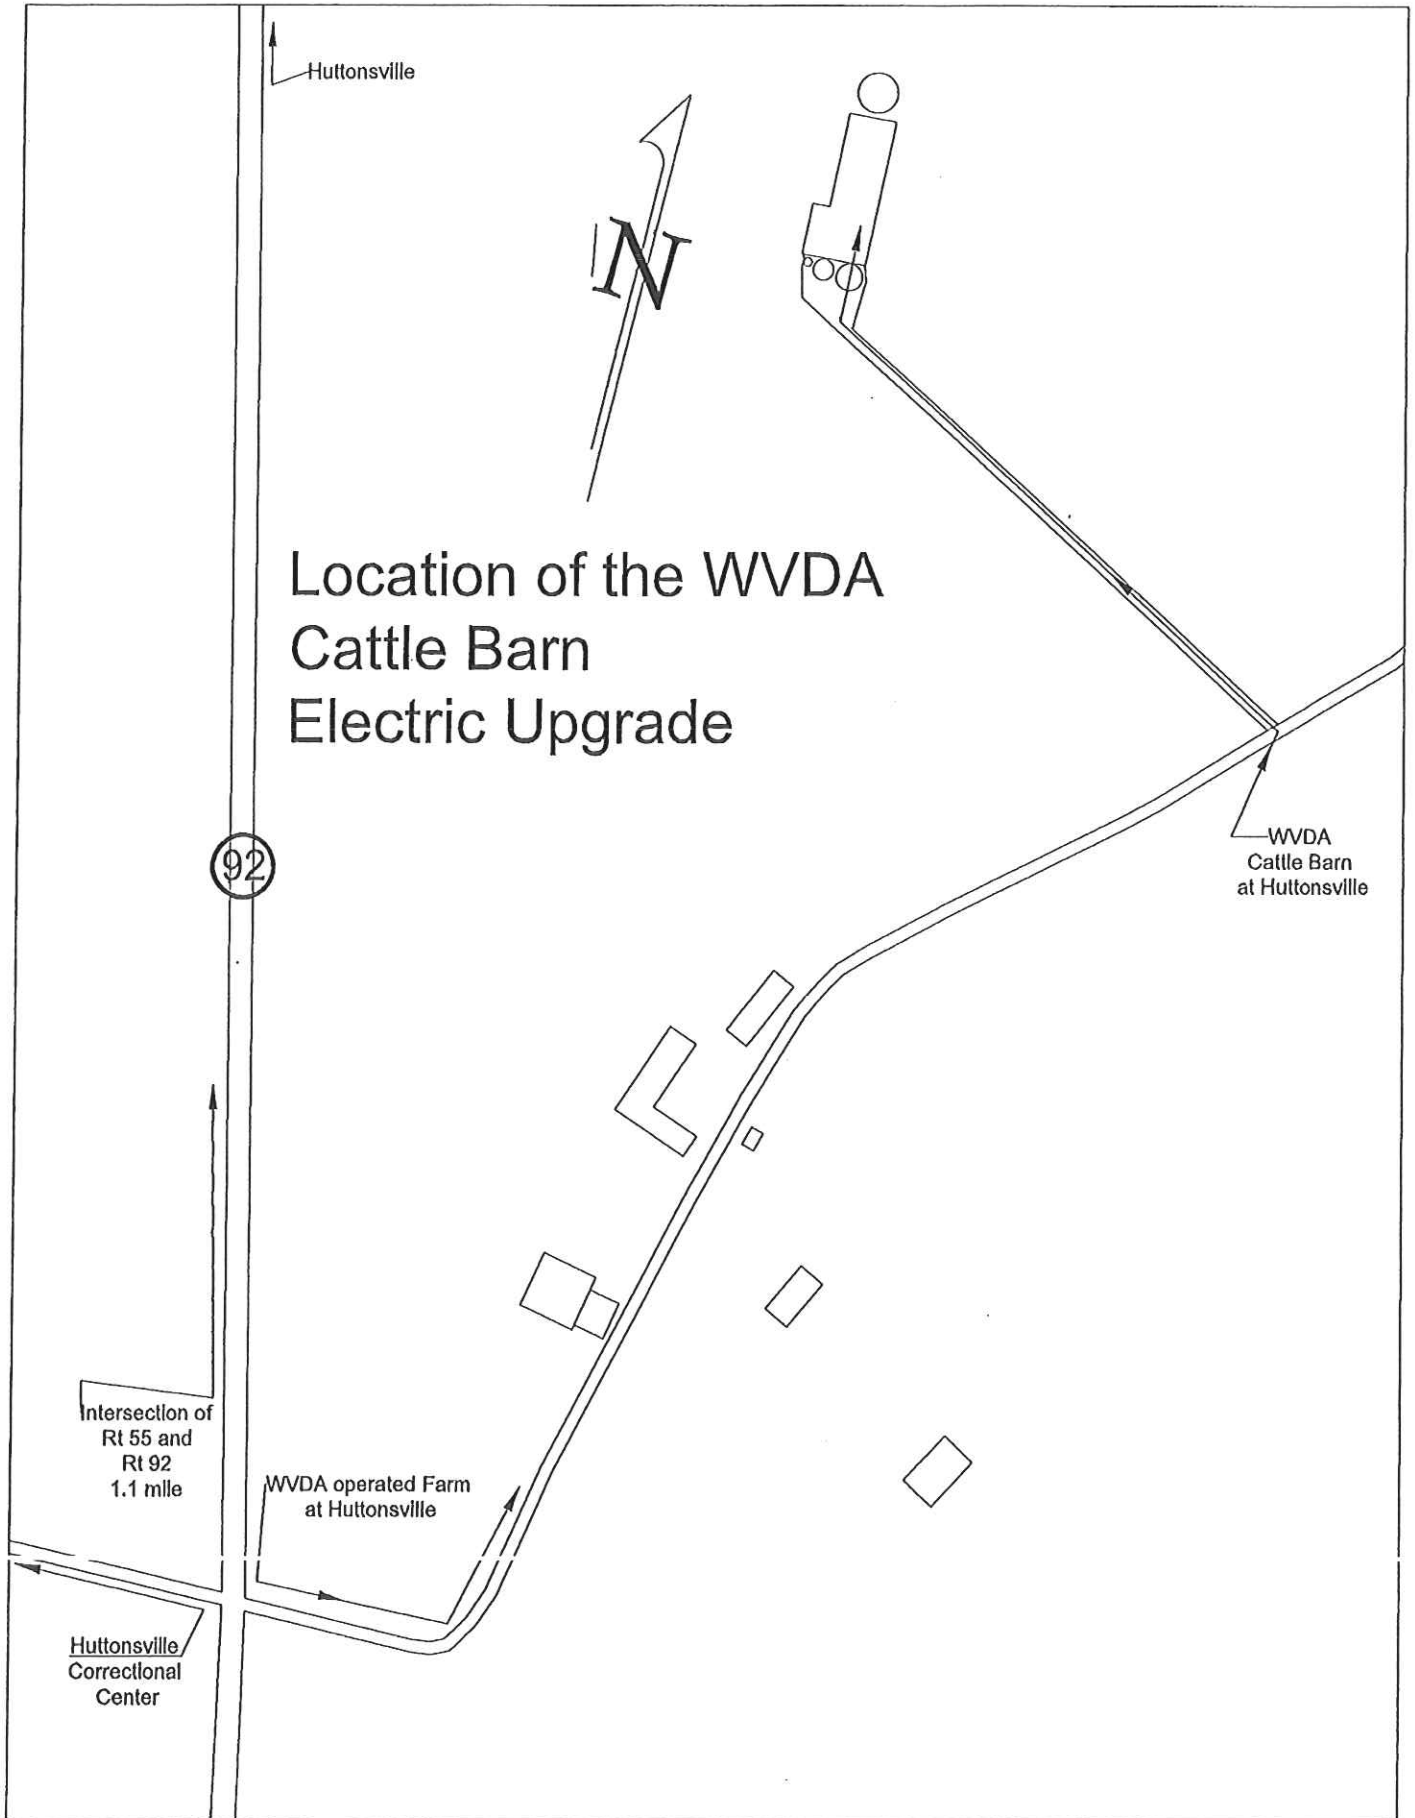 Huttonsville
N
Location of the WVDA
Cattle Barn
Electric Upgrade
92
WVDA
Cattle Barn
at Huttonsville
Intersection of
Rt 55 and
Rt 92
1.1 mile
WVDA operated Farm
at Huttonsville
Huttonsville
Correctional
Center